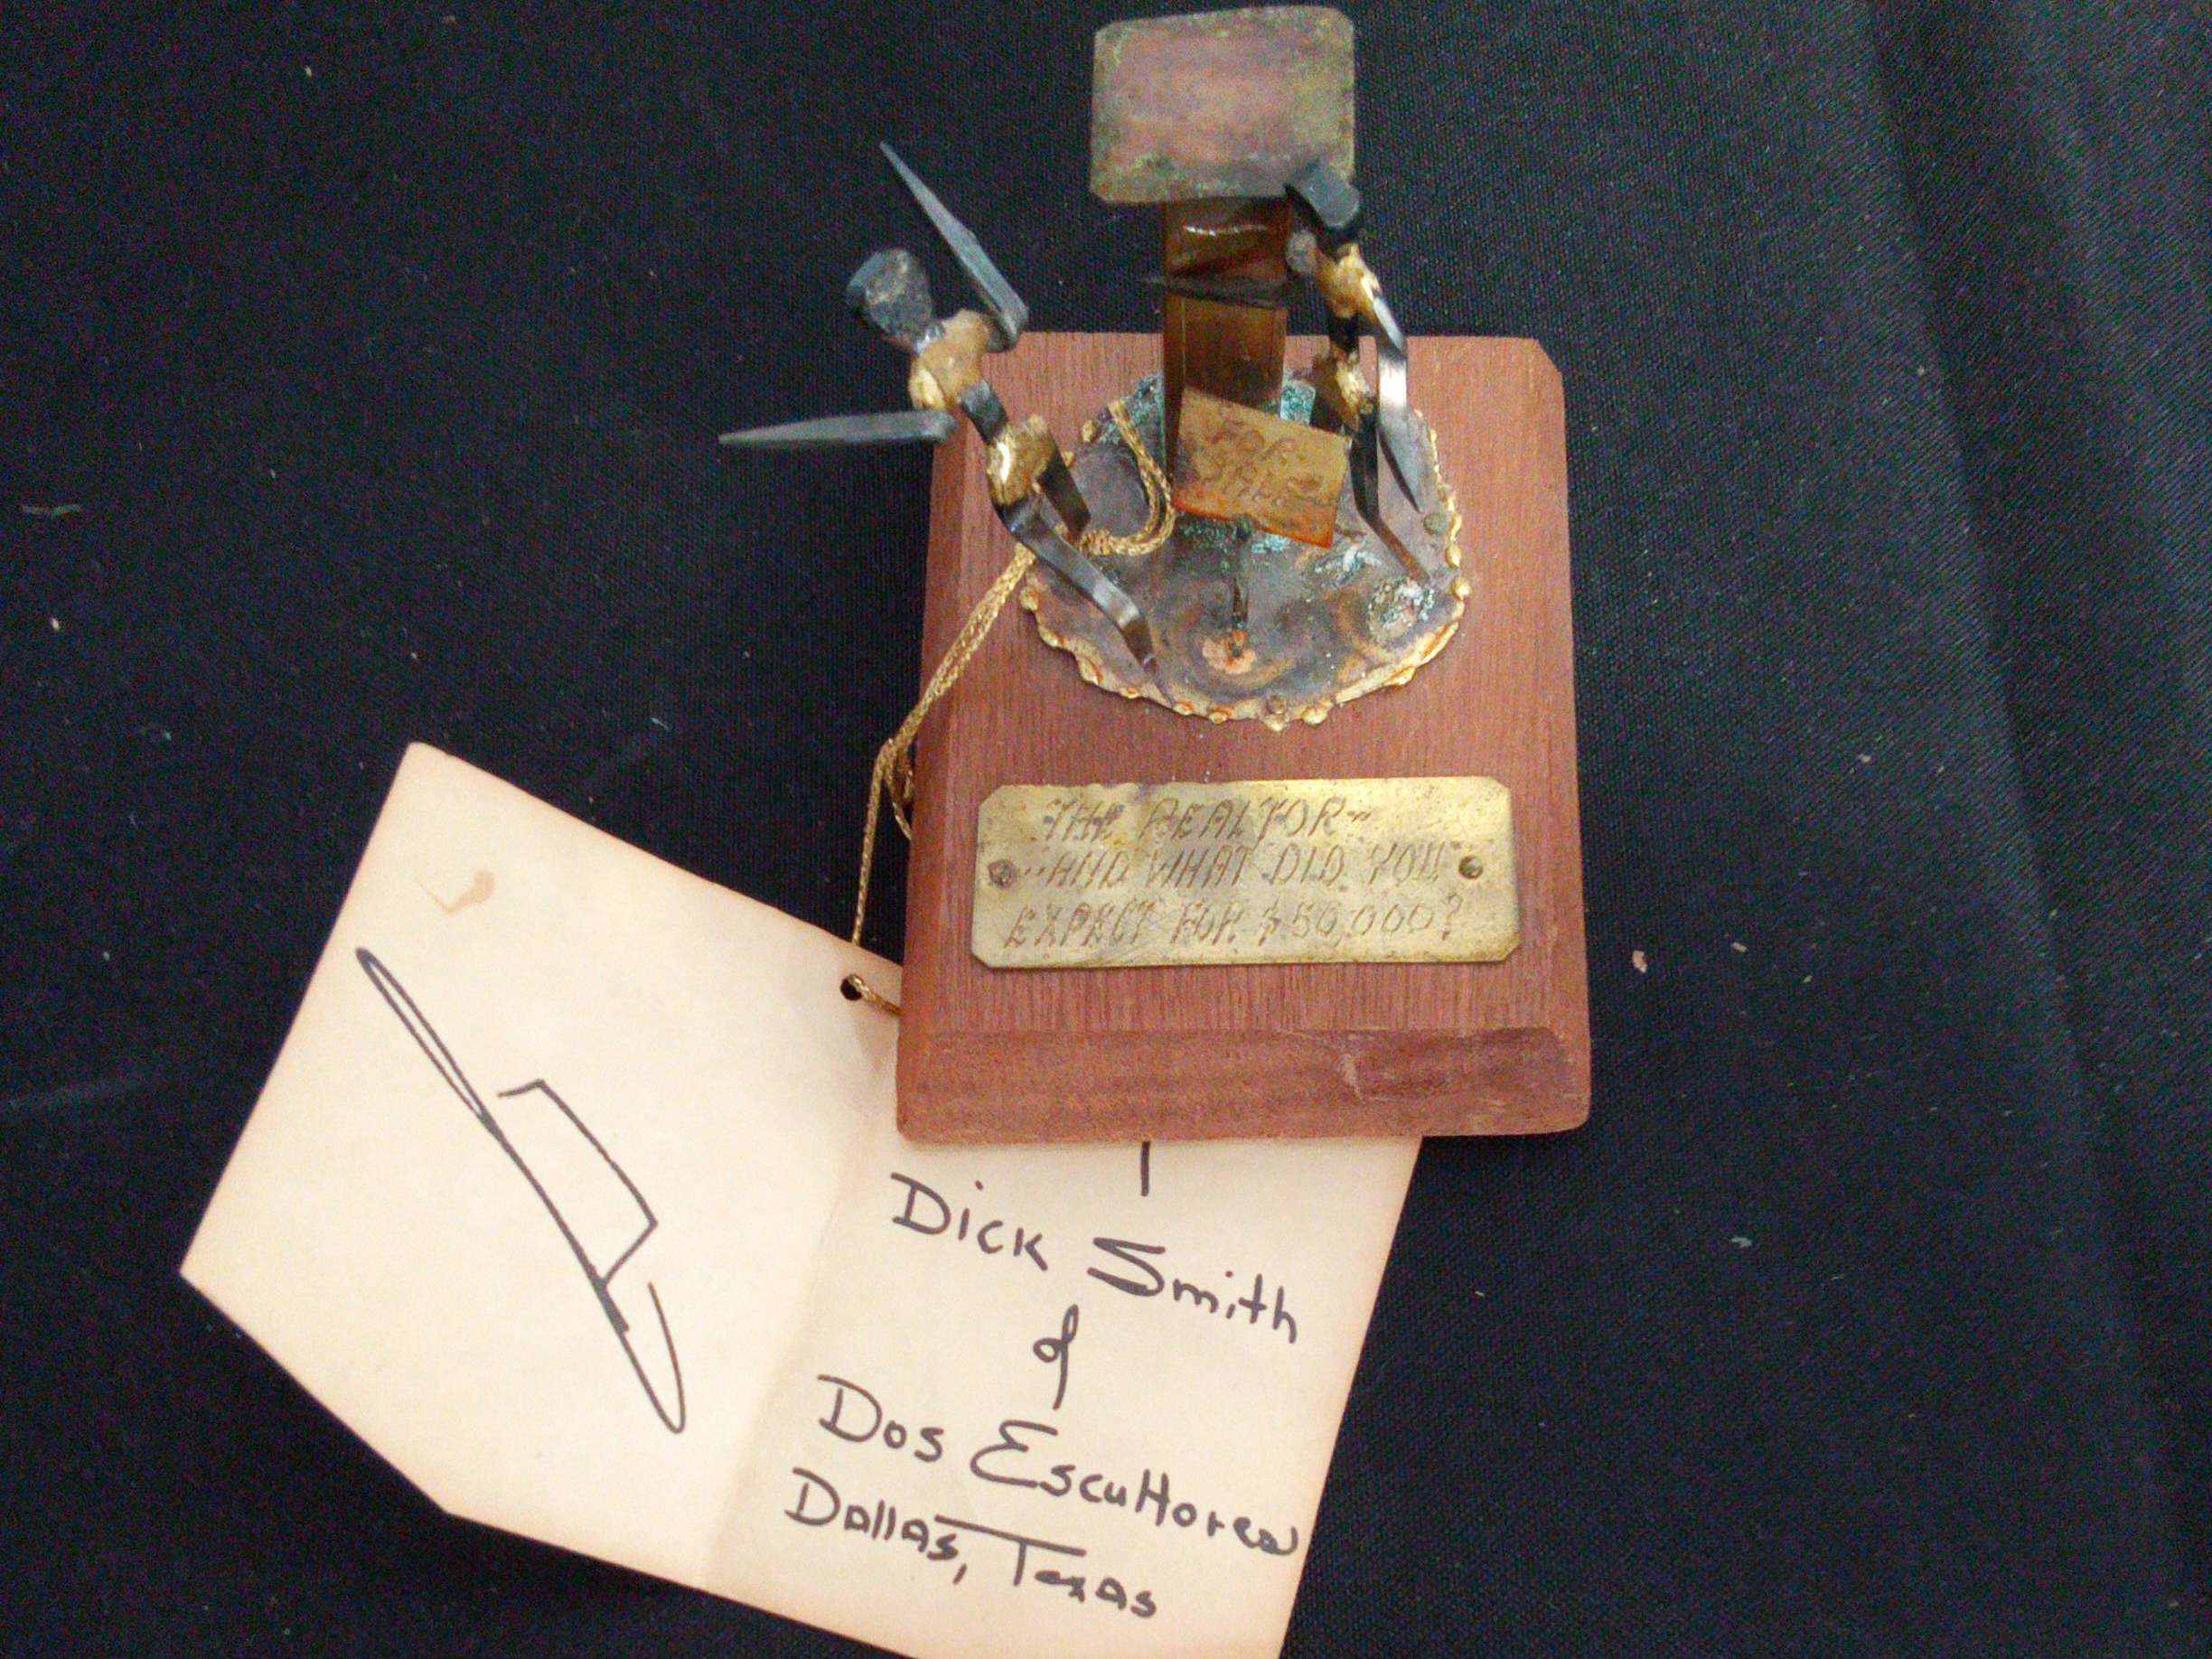 FOR
SALE
THE REALTOR~
··AND WHAT DID YOU
EXPECT FOR $50,000?
Dick Smith
of
Dos Escultores
Dallas, Texas